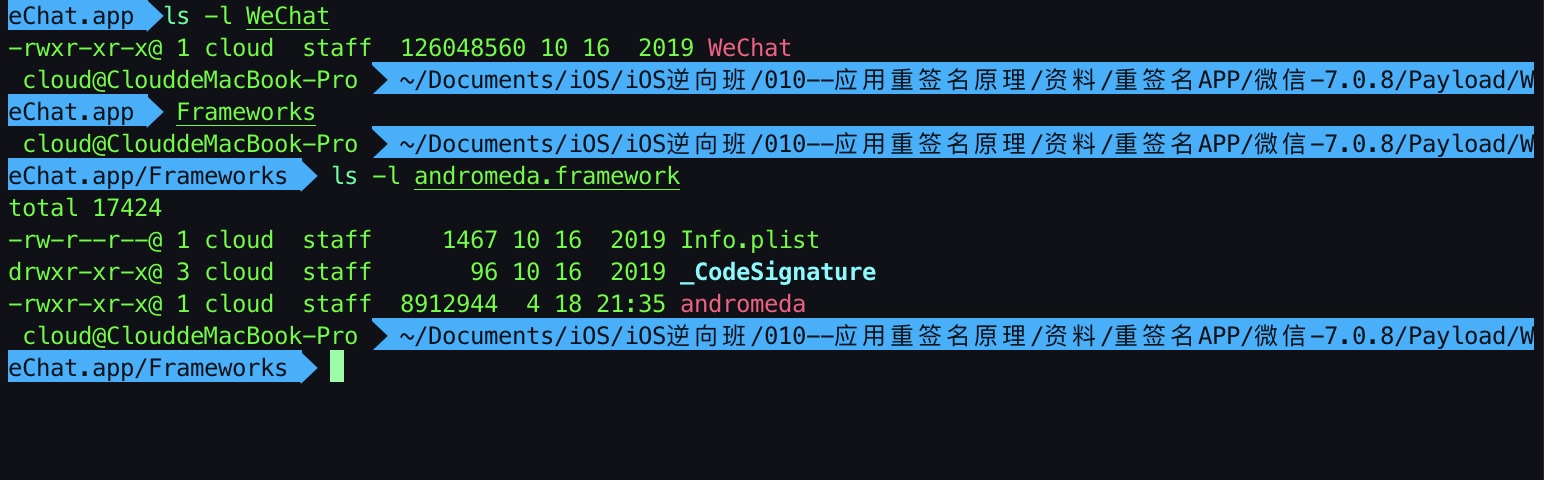 eChat.app ls -l WeChat
-rwxr-xr-x@ 1 cloud  staff  126048560 10 16  2019 WeChat
cloud@ClouddeMacBook-Pro ~/Documents/iOS/iOS逆向班/010--应用重签名原理/资料/重签名APP/微信-7.0.8/Payload/W
eChat.app Frameworks
cloud@ClouddeMacBook-Pro ~/Documents/iOS/iOS逆向班/010--应用重签名原理/资料/重签名APP/微信-7.0.8/Payload/W
eChat.app/Frameworks ls -l andromeda.framework
total 17424
-rw-r--r--@ 1 cloud  staff     1467 10 16  2019 Info.plist
drwxr-xr-x@ 3 cloud  staff       96 10 16  2019 _CodeSignature
-rwxr-xr-x@ 1 cloud  staff  8912944  4 18 21:35 andromeda
cloud@ClouddeMacBook-Pro ~/Documents/iOS/iOS逆向班/010--应用重签名原理/资料/重签名APP/微信-7.0.8/Payload/W
eChat.app/Frameworks